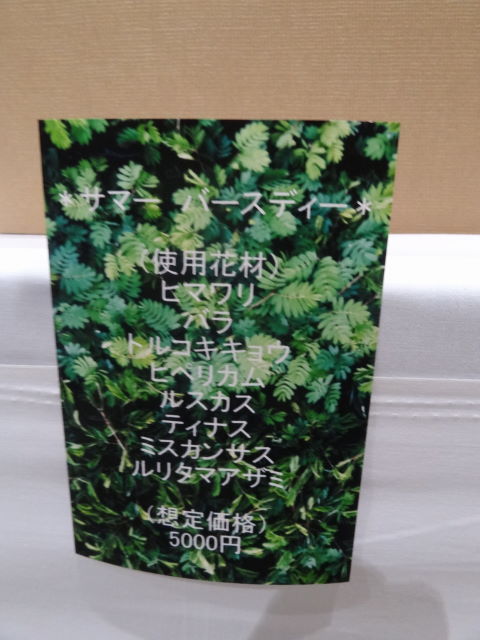 *サマー バースディー*
(使用花材)
ヒマワリ
バラ
トルコキキョウ
ヒペリカム
ルスカス
ティナス
ミスカンサス
ルリタマアザミ
(想定価格)
5000円